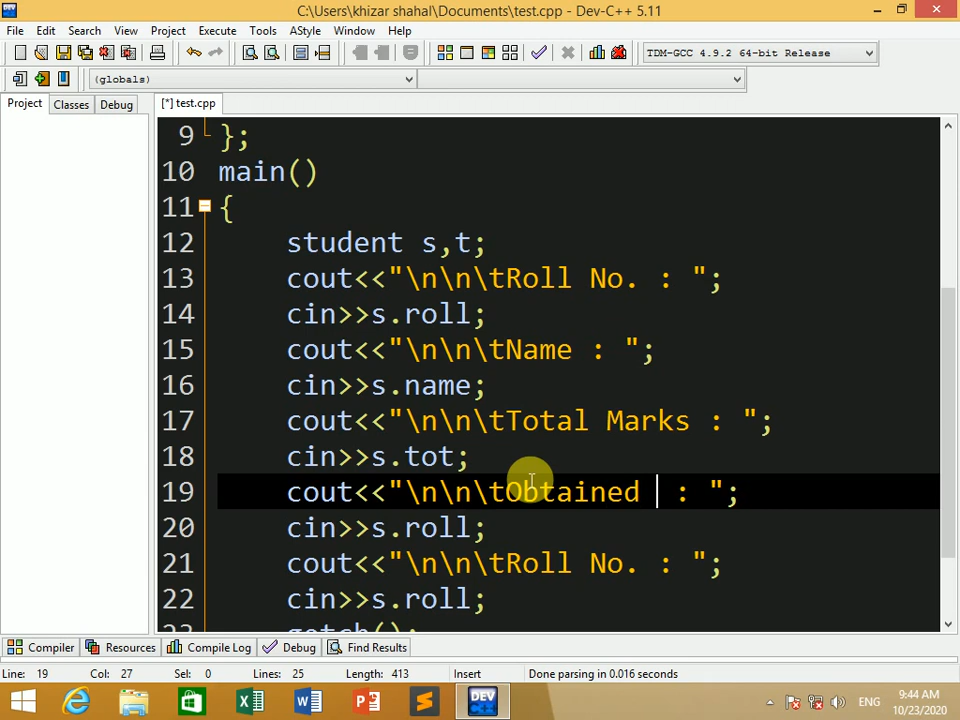 C:\Users\khizar shahal\Documents\test.cpp - Dev-C++ 5.11
File Edit Search View Project Execute Tools AStyle Window Help
TDM-GCC 4.9.2 64-bit Release
(globals)
Project Classes Debug [*] test.cpp
9 };
10 main()
11 {
12 student s,t;
13 cout<<"\n\n\tRoll No. : ";
14 cin>>s.roll;
15 cout<<"\n\n\tName : ";
16 cin>>s.name;
17 cout<<"\n\n\tTotal Marks : ";
18 cin>>s.tot;
19 cout<<"\n\n\tObtained  : ";
20 cin>>s.roll;
21 cout<<"\n\n\tRoll No. : ";
22 cin>>s.roll;
23 getch();
Compiler Resources Compile Log Debug Find Results
Line: 19 Col: 27 Sel: 0 Lines: 25 Length: 413 Insert Done parsing in 0.016 seconds
DEV
ENG
9:44 AM
10/23/2020